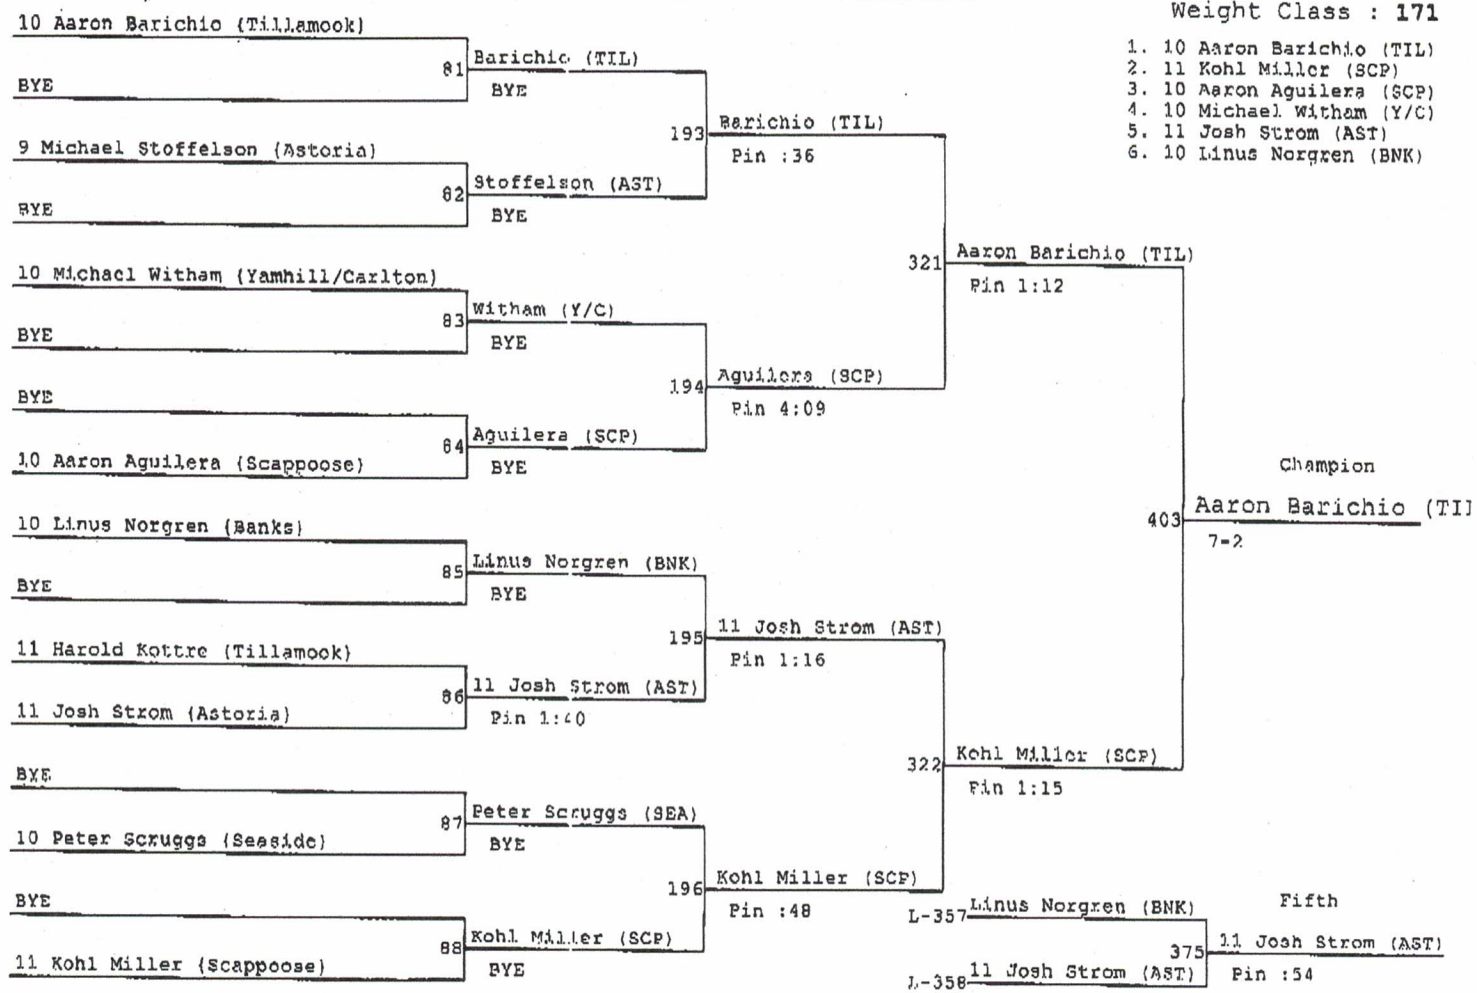 Weight Class : 171
1. 10 Aaron Barichio (TIL)
2. 11 Kohl Miller (SCP)
3. 10 Aaron Aguilera (SCP)
4. 10 Michael Witham (Y/C)
5. 11 Josh Strom (AST)
6. 10 Linus Norgren (BNK)
10 Aaron Barichio (Tillamook)
BYE
81 Barichio (TIL)
BYE
9 Michael Stoffelson (Astoria)
BYE
82 Stoffelson (AST)
BYE
193 Barichio (TIL)
Pin :36
10 Michael Witham (Yamhill/Carlton)
BYE
83 Witham (Y/C)
BYE
BYE
10 Aaron Aguilera (Scappoose)
84 Aguilera (SCP)
BYE
194 Aguilera (SCP)
Pin 4:09
321 Aaron Barichio (TIL)
Pin 1:12
10 Linus Norgren (Banks)
BYE
85 Linus Norgren (BNK)
BYE
11 Harold Kottre (Tillamook)
11 Josh Strom (Astoria)
86 11 Josh Strom (AST)
Pin 1:40
195 11 Josh Strom (AST)
Pin 1:16
BYE
10 Peter Scruggs (Seaside)
87 Peter Scruggs (SEA)
BYE
BYE
11 Kohl Miller (Scappoose)
88 Kohl Miller (SCP)
BYE
196 Kohl Miller (SCP)
Pin :48
322 Kohl Miller (SCP)
Pin 1:15
Champion
403 Aaron Barichio (TI
7-2
Fifth
L-357 Linus Norgren (BNK)
L-358 11 Josh Strom (AST)
375 11 Josh Strom (AST)
Pin :54